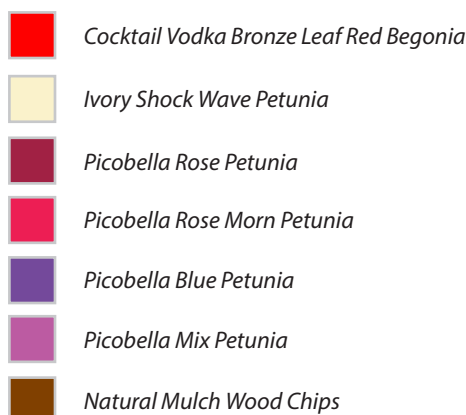 Cocktail Vodka Bronze Leaf Red Begonia
Ivory Shock Wave Petunia
Picobella Rose Petunia
Picobella Rose Morn Petunia
Picobella Blue Petunia
Picobella Mix Petunia
Natural Mulch Wood Chips